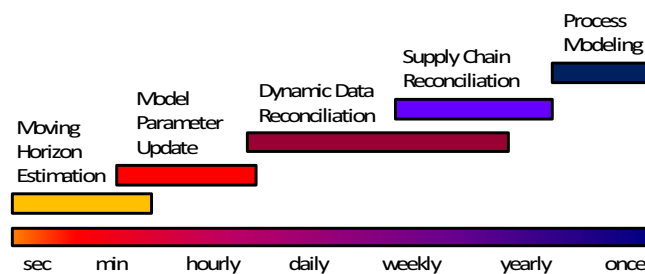 Process
Modeling
Supply Chain
Reconciliation
Dynamic Data
Reconciliation
Model
Parameter
Update
Moving
Horizon
Estimation
sec min hourly daily weekly yearly once